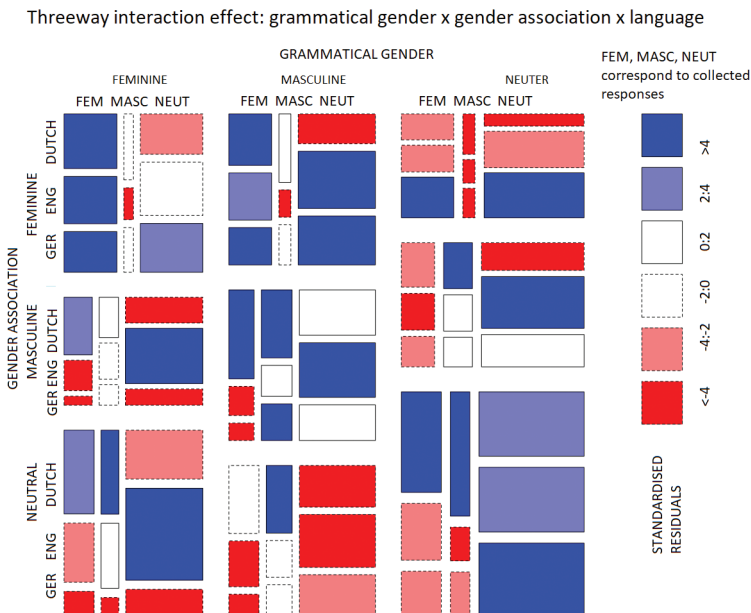 Threeway interaction effect: grammatical gender x gender association x language
GRAMMATICAL GENDER
FEMININE MASCULINE NEUTER
FEM MASC NEUT FEM MASC NEUT FEM MASC NEUT
FEM, MASC, NEUT
correspond to collected
responses
GENDER ASSOCIATION
FEMININE
DUTCH
ENG
GER
MASCULINE
DUTCH
ENG
GER
NEUTRAL
DUTCH
ENG
GER
>4
2:4
0:2
-2:0
-4:-2
<-4
STANDARDISED
RESIDUALS